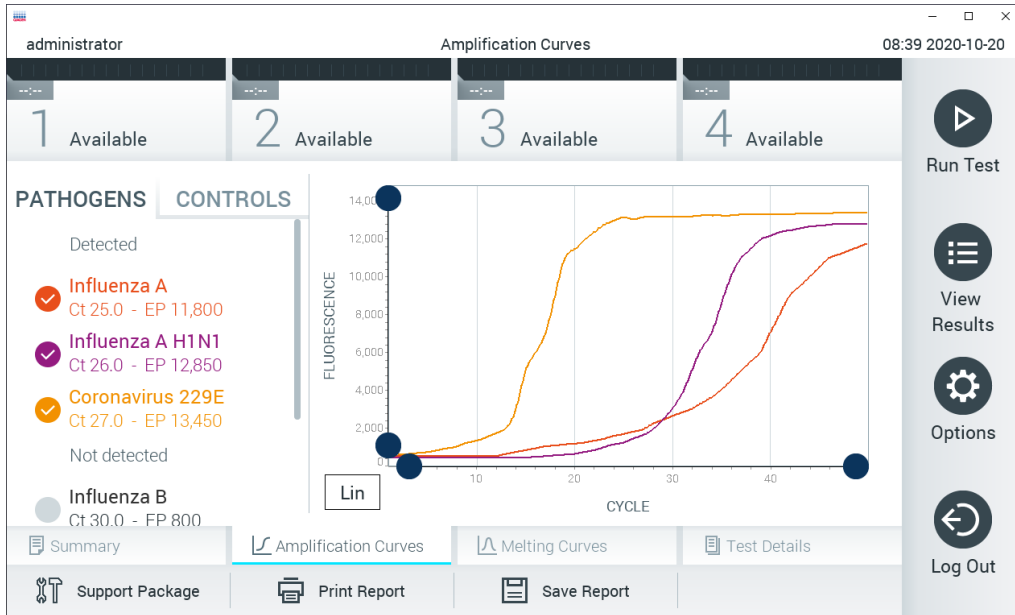 administrator
Amplification Curves
08:39 2020-10-20
--:--
1 Available
--:--
2 Available
--:--
3 Available
--:--
4 Available
Run Test
View
Results
Options
Log Out
PATHOGENS
CONTROLS
Detected
Influenza A
Ct 25.0 - EP 11,800
Influenza A H1N1
Ct 26.0 - EP 12,850
Coronavirus 229E
Ct 27.0 - EP 13,450
Not detected
Influenza B
Ct 30.0 - EP 800
FLUORESCENCE
12,000
10,000
8,000
6,000
4,000
2,000
0
10
20
30
40
CYCLE
Lin
Summary
Amplification Curves
Melting Curves
Test Details
Support Package
Print Report
Save Report